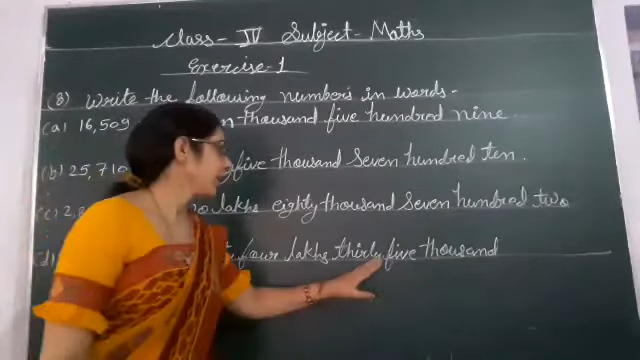 Class - IV Subject - Maths
Exercise - 1
(8) Write the following numbers in words -
(a) 16,509 n-thousand five hundred nine.
(b) 25,710 five thousand seven hundred ten.
(c) 2, lakhs eighty thousand seven hundred two
(d) four lakhs thirty five thousand